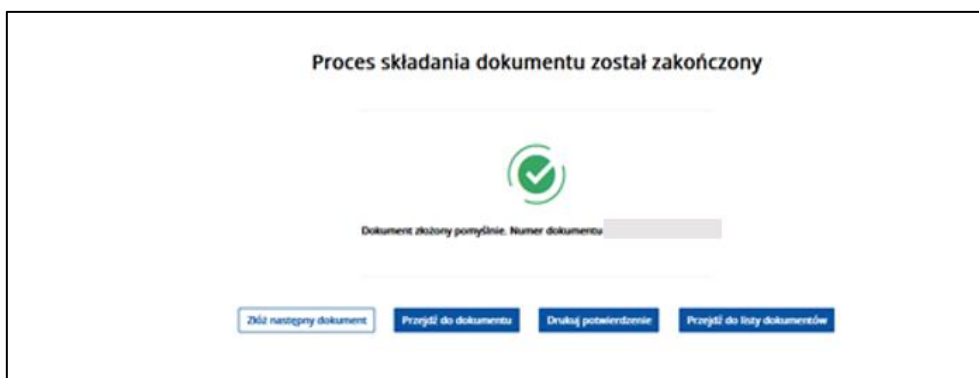 Proces składania dokumentu został zakończony
Dokument złożony pomyślnie. Numer dokumentu
Złóż następny dokument
Przejdź do dokumentu
Drukuj potwierdzenie
Przejdź do listy dokumentów